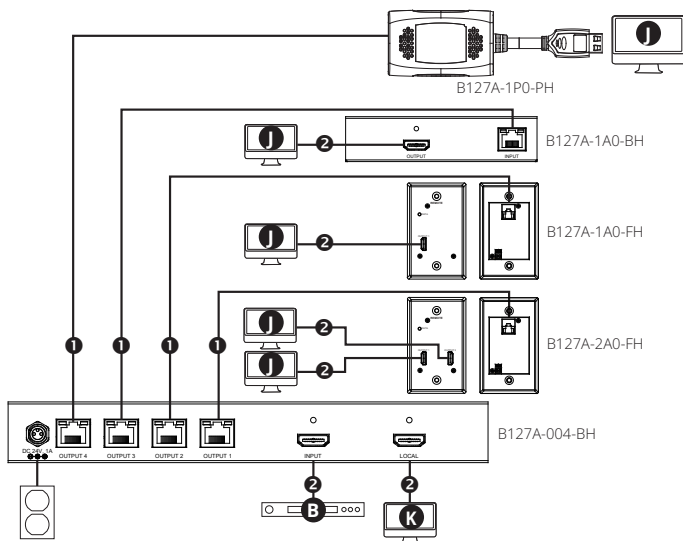 J
B127A-1P0-PH
J
2
OUTPUT
INPUT
B127A-1A0-BH
J
2
B127A-1A0-FH
J
2
J
2
B127A-2A0-FH
1
1
1
1
DC 24V, 1A
OUTPUT 4
OUTPUT 3
OUTPUT 2
OUTPUT 1
INPUT
LOCAL
B127A-004-BH
2
2
B
K